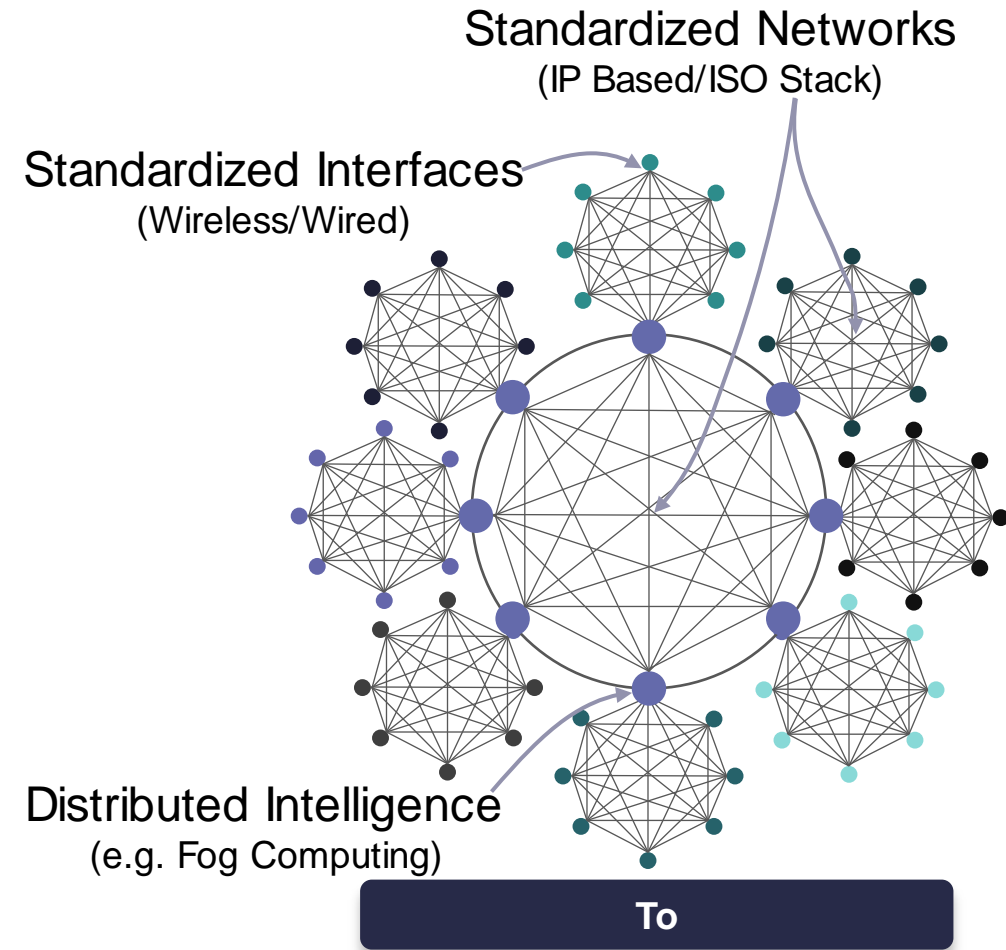 Standardized Networks
(IP Based/ISO Stack)
Standardized Interfaces
(Wireless/Wired)
Distributed Intelligence
(e.g. Fog Computing)
To